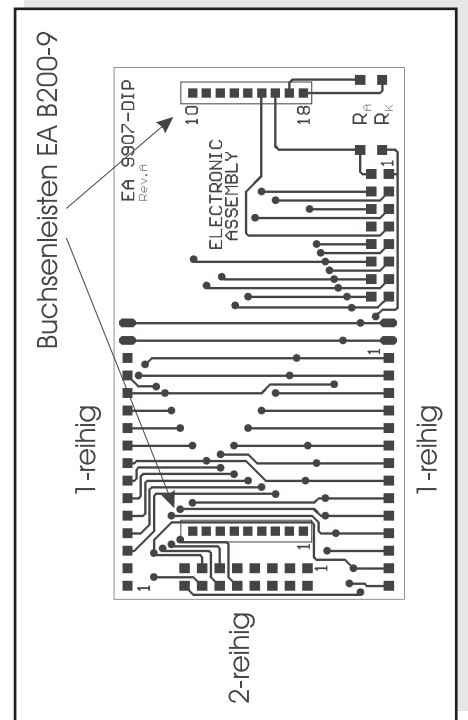 Buchsenleisten EA B200-9
EA 9907-DIP
Rev.A
10
18
ELECTRONIC
ASSEMBLY
RA
RK
1
1-reihig
1
1-reihig
1
1
1
2-reihig